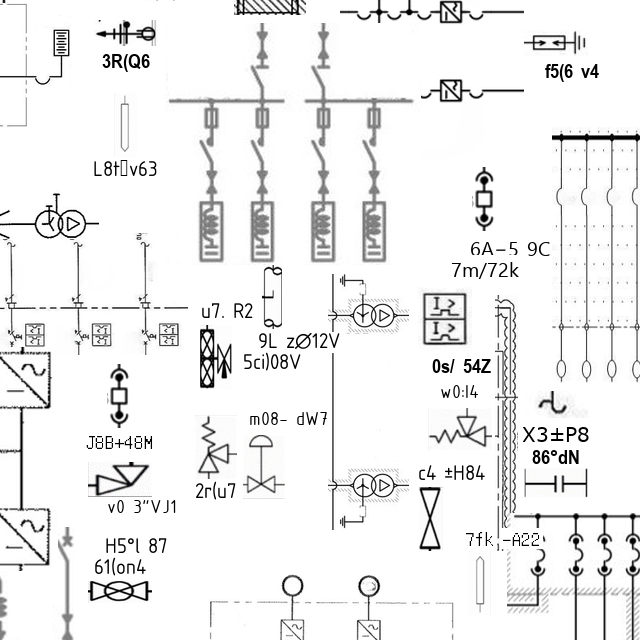 3R(Q6
f5(6 v4
L8t▯v63
6A-5 9C
7m/72k
u7. R2
9L zØ12V
5ci)08V
0s/ 54Z
w0:I4
m08- dW7
X3±P8
86°dN
J8B+48M
c4 ±H84
2r(u7
v0 3"VJ1
7fk -A22
H5°l 87
61(on4